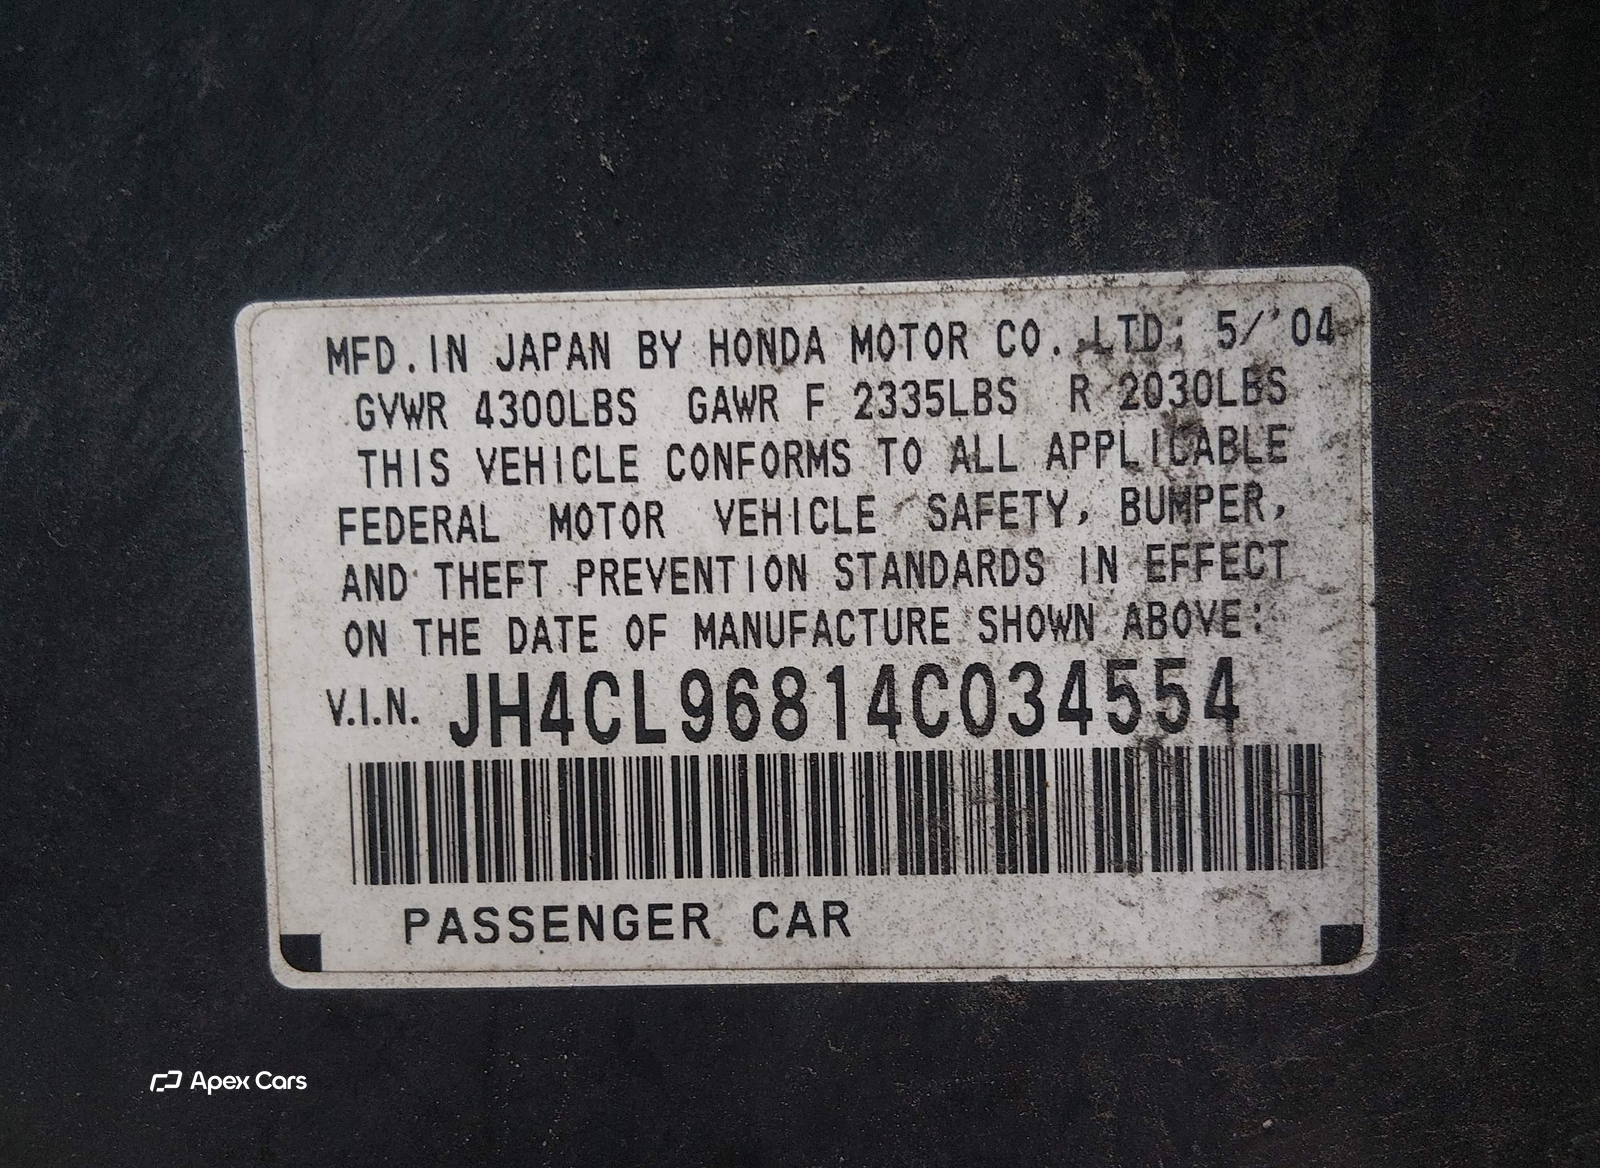 MFD. IN JAPAN BY HONDA MOTOR CO., LTD; 5/'04
GVWR 4300LBS GAWR F 2335LBS R 2030LBS
THIS VEHICLE CONFORMS TO ALL APPLICABLE
FEDERAL MOTOR VEHICLE SAFETY, BUMPER,
AND THEFT PREVENTION STANDARDS IN EFFECT
ON THE DATE OF MANUFACTURE SHOWN ABOVE:
V.I.N. JH4CL96814C034554
PASSENGER CAR
Apex Cars